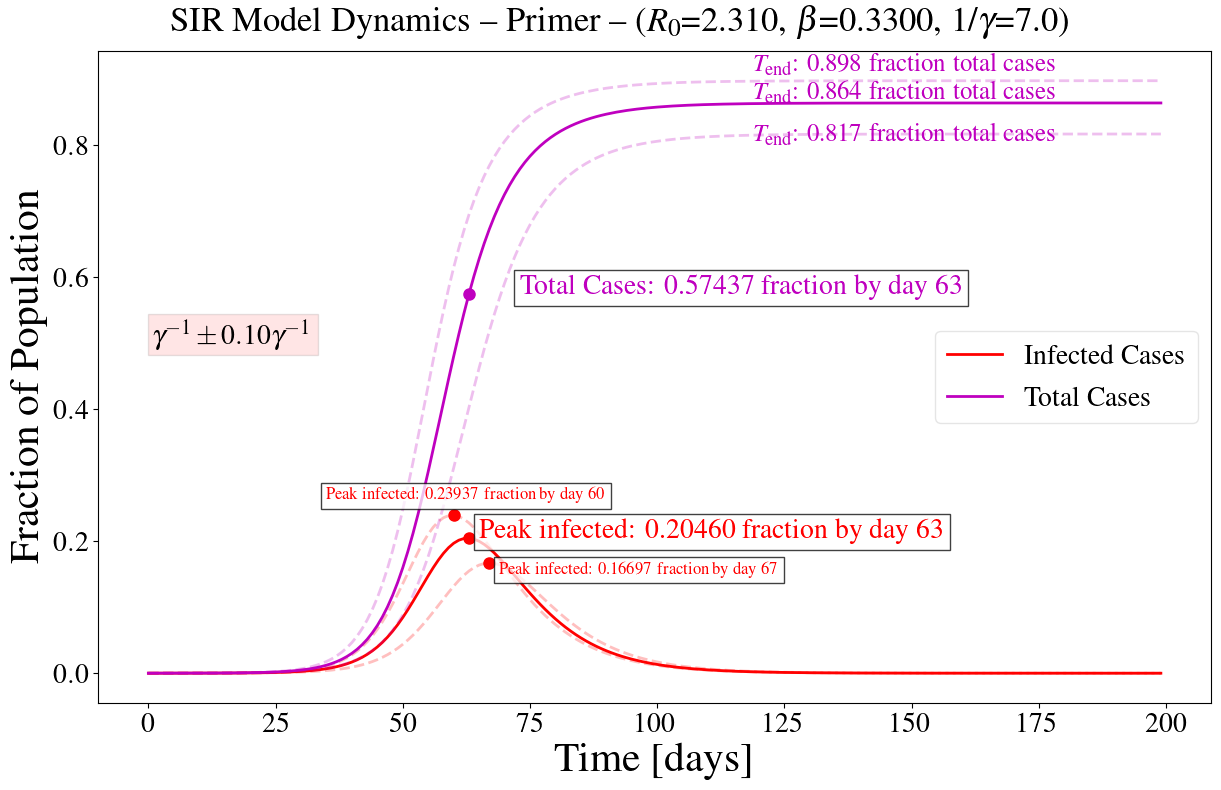 SIR Model Dynamics – Primer – (R₀=2.310, β=0.3300, 1/γ=7.0)
T_end: 0.898 fraction total cases
T_end: 0.864 fraction total cases
T_end: 0.817 fraction total cases
Total Cases: 0.57437 fraction by day 63
γ⁻¹ ± 0.10γ⁻¹
Infected Cases
Total Cases
Peak infected: 0.23937 fraction by day 60
Peak infected: 0.20460 fraction by day 63
Peak infected: 0.16697 fraction by day 67
Fraction of Population
0.8
0.6
0.4
0.2
0.0
0 25 50 75 100 125 150 175 200
Time [days]